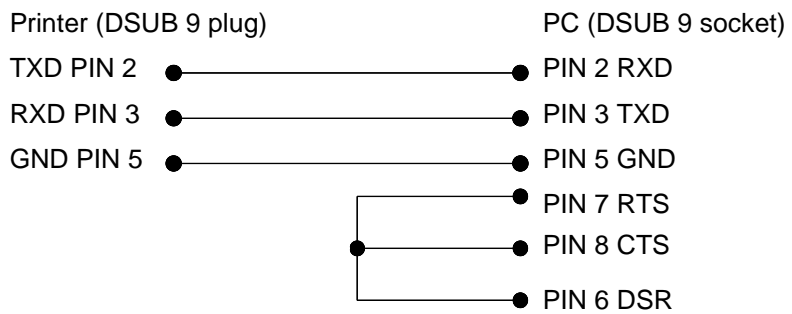 Printer (DSUB 9 plug) PC (DSUB 9 socket)
TXD PIN 2 PIN 2 RXD
RXD PIN 3 PIN 3 TXD
GND PIN 5 PIN 5 GND
PIN 7 RTS
PIN 8 CTS
PIN 6 DSR